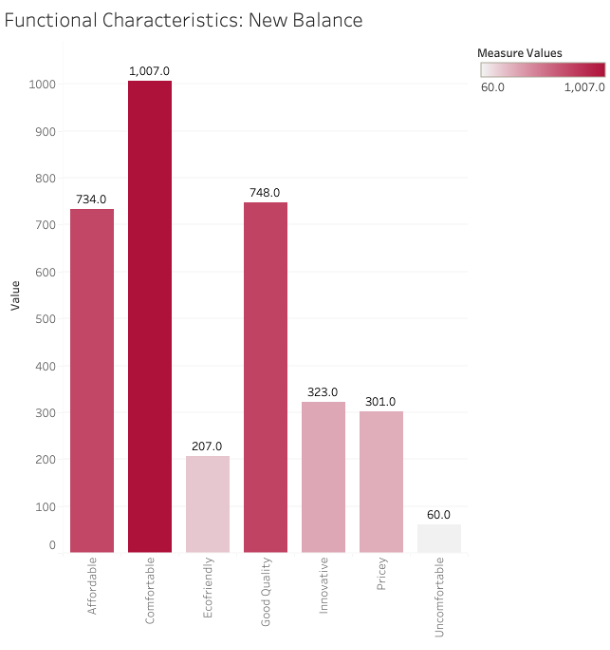 Functional Characteristics: New Balance
Measure Values
60.0 1,007.0
Value
1000
900
800
700
600
500
400
300
200
100
0
734.0
1,007.0
207.0
748.0
323.0
301.0
60.0
Affordable
Comfortable
Ecofriendly
Good Quality
Innovative
Pricey
Uncomfortable